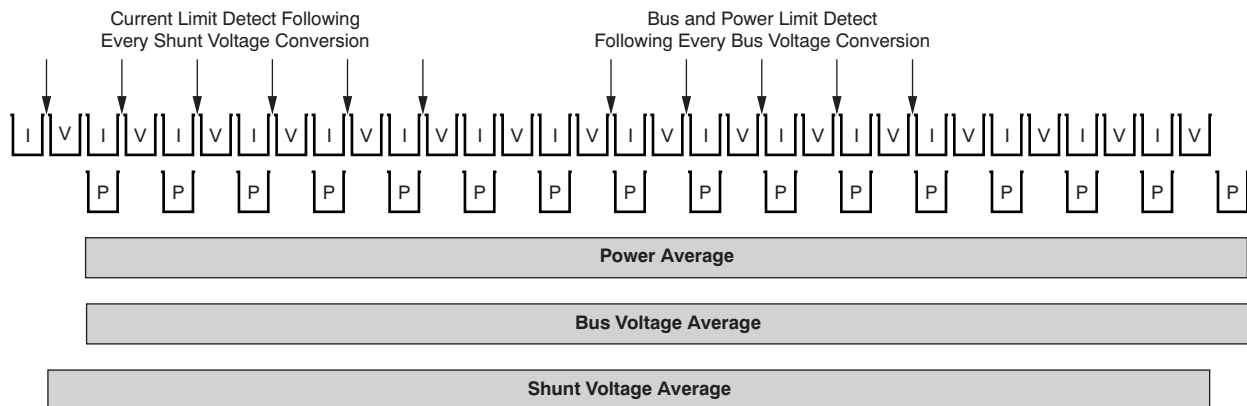 Current Limit Detect Following
Every Shunt Voltage Conversion
Bus and Power Limit Detect
Following Every Bus Voltage Conversion
I V I V I V I V I V I V I V I V I V I V I V I V I V I V I V I V
P P P P P P P P P P P P P P P P
Power Average
Bus Voltage Average
Shunt Voltage Average